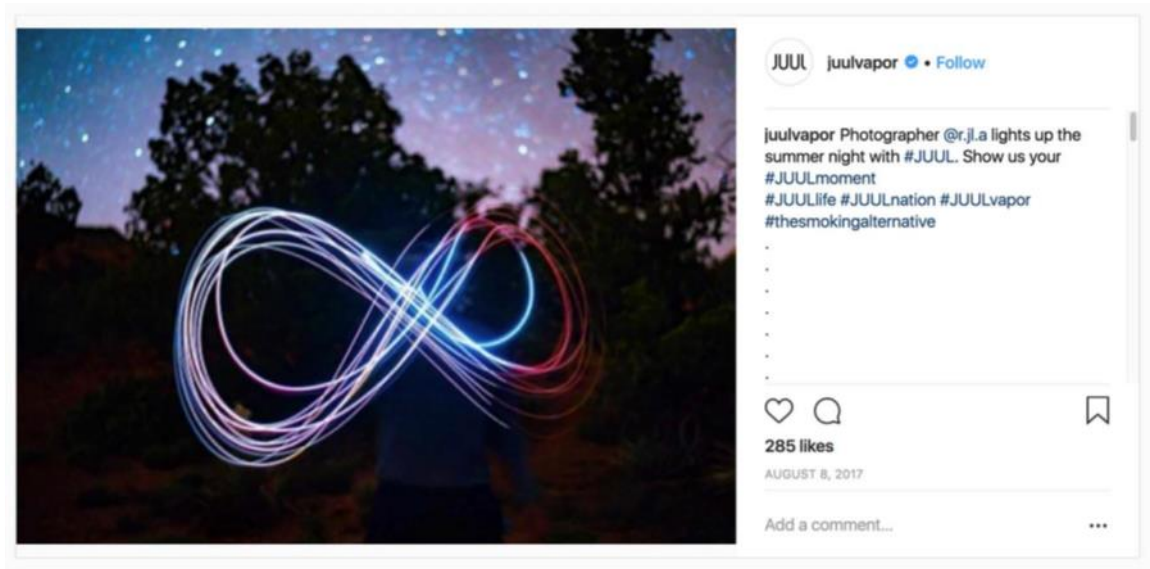 JUUL
juulvapor • Follow
juulvapor Photographer @r.jl.a lights up the
summer night with #JUUL. Show us your
#JUULmoment
#JUULlife #JUULnation #JUULvapor
#thesmokingalternative
.
.
.
.
.
.
.
285 likes
AUGUST 8, 2017
Add a comment...